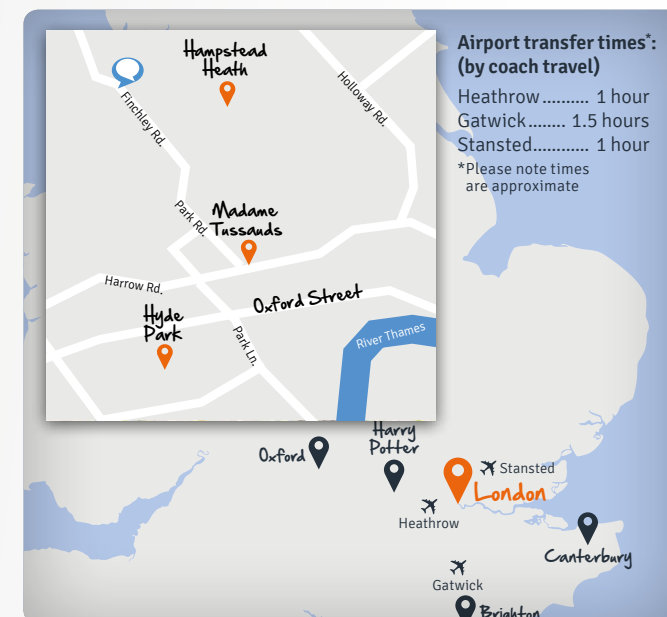 Airport transfer times*:
(by coach travel)
Heathrow.......... 1 hour
Gatwick....... 1.5 hours
Stansted............ 1 hour
*Please note times
are approximate
Hampstead
Heath
Finchley Rd.
Holloway Rd.
Park Rd.
Madame
Tussauds
Harrow Rd.
Oxford Street
Hyde
Park
Park Ln.
River Thames
Harry
Potter
Oxford
Stansted
London
Heathrow
Canterbury
Gatwick
Brighton